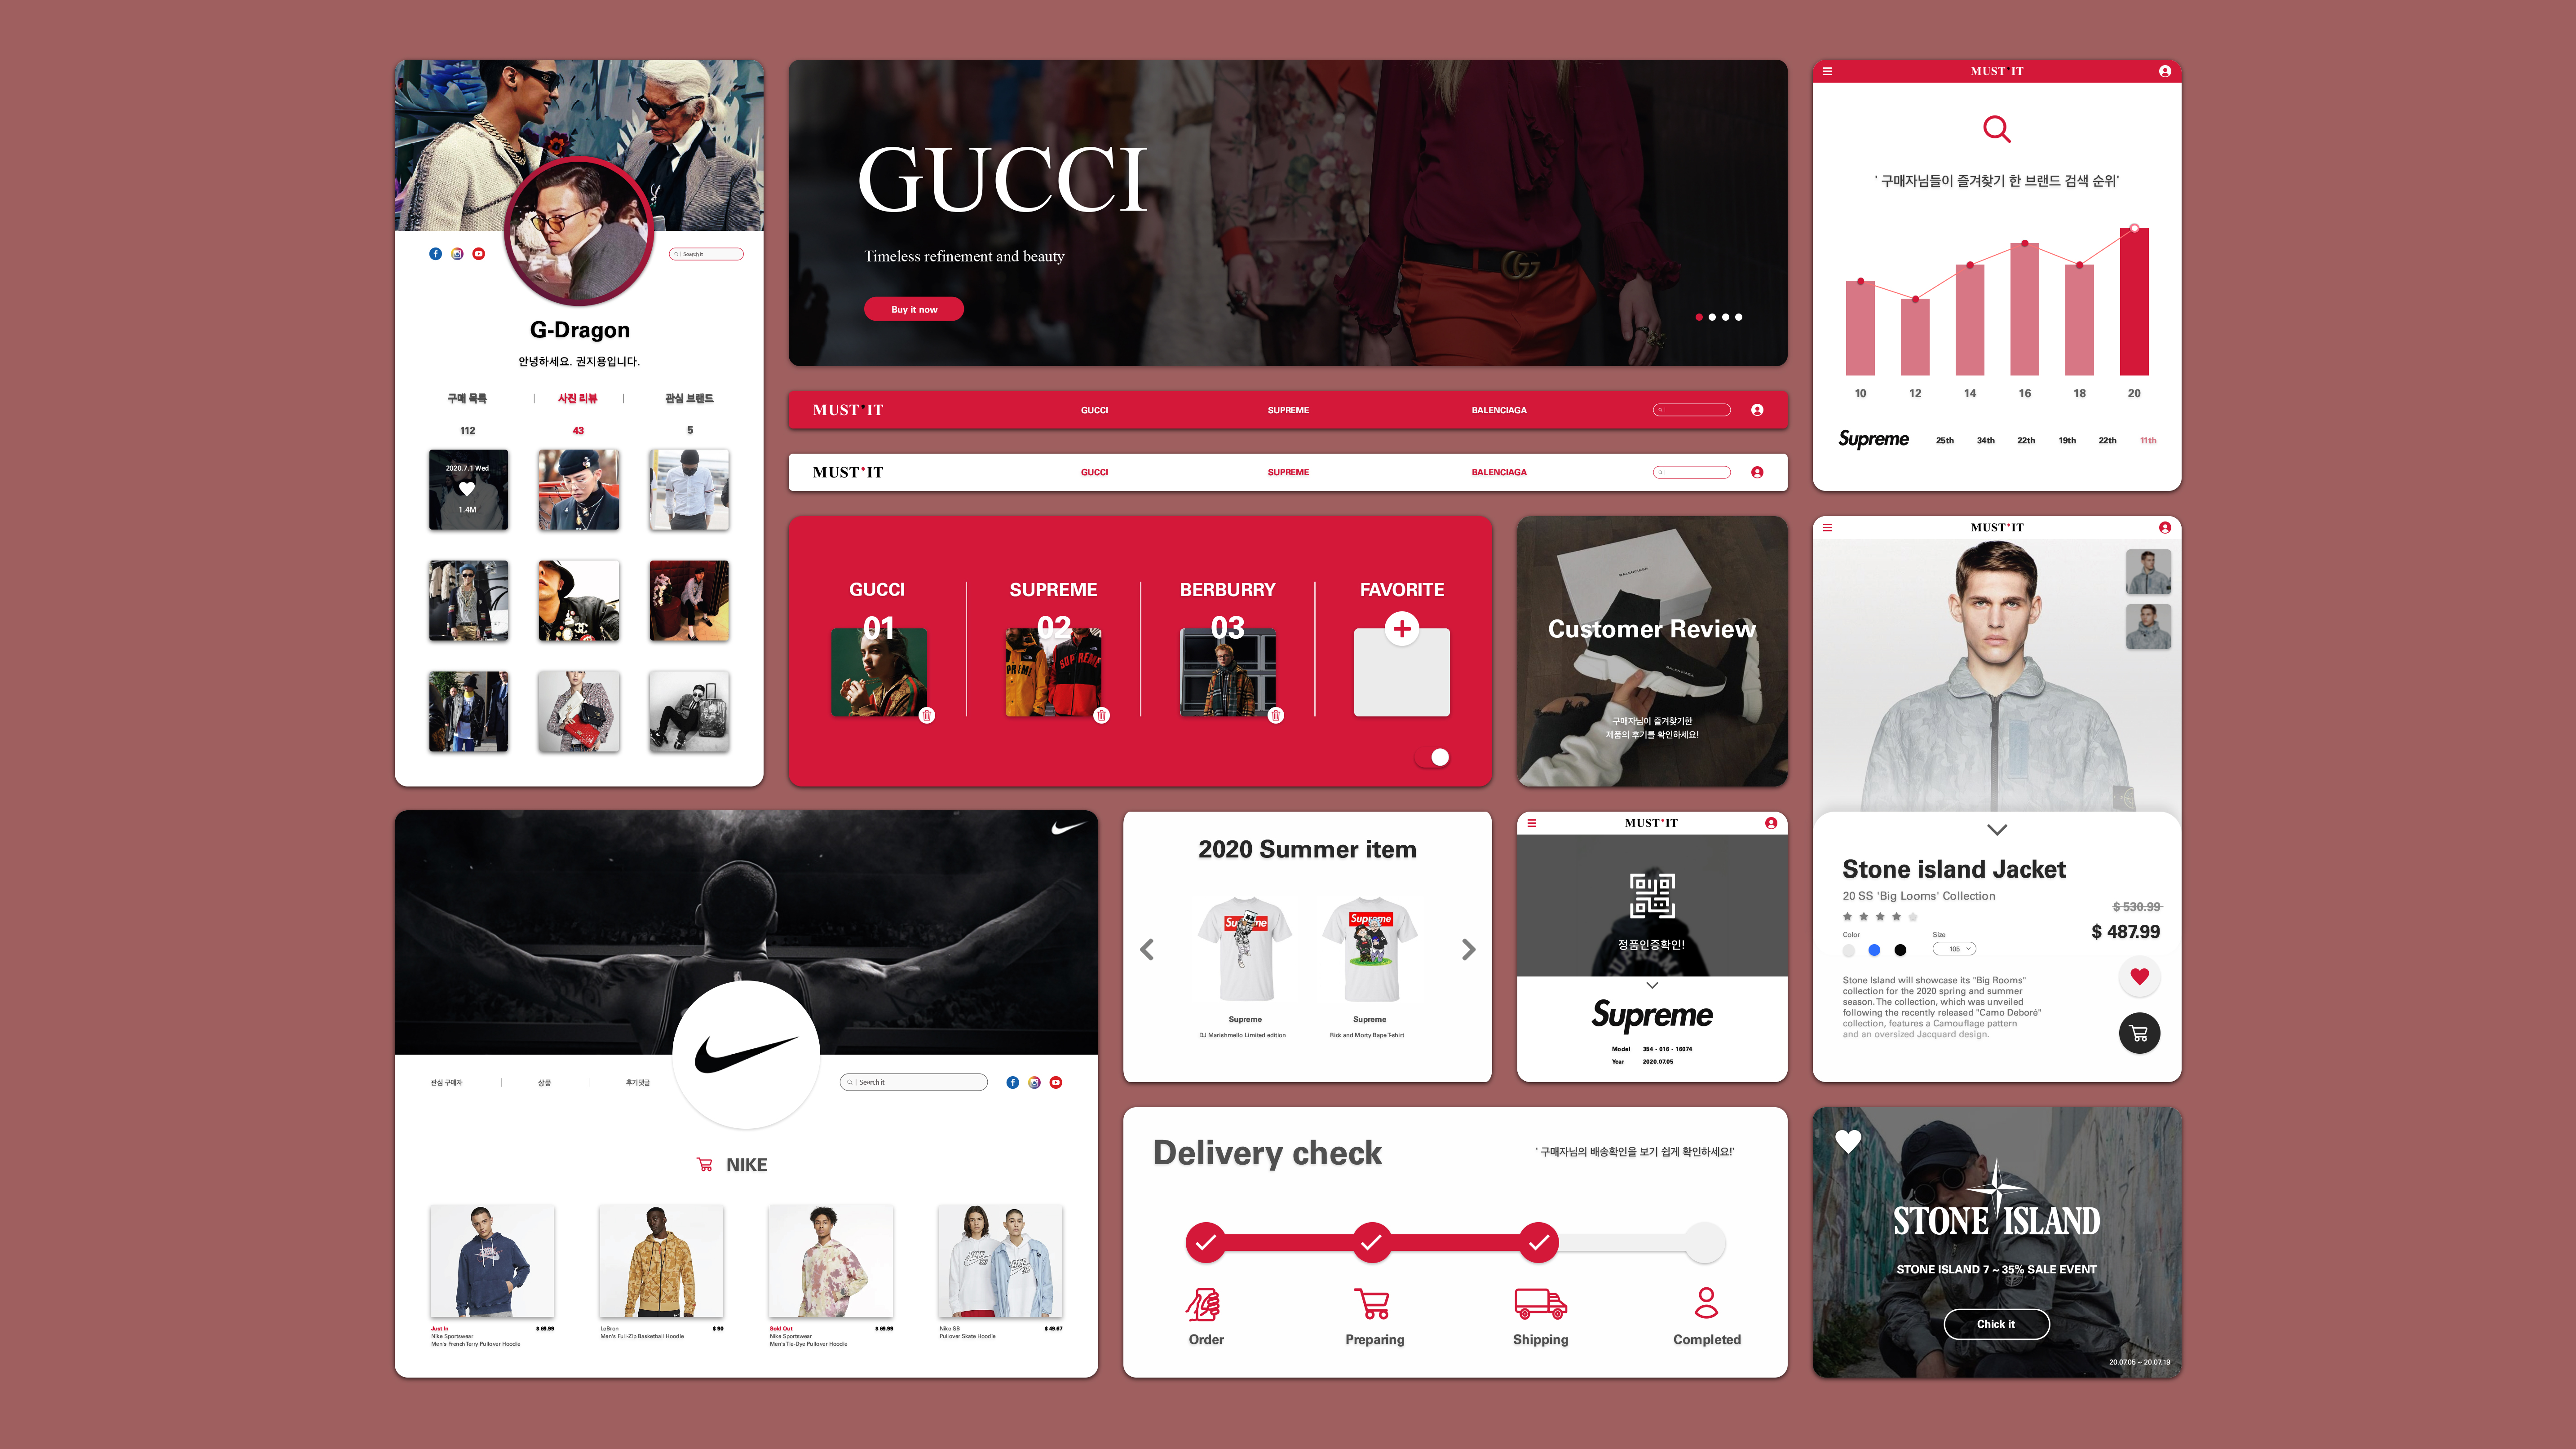 G-Dragon
안녕하세요. 권지용입니다.
Search it
구매 목록 | 사진 리뷰 | 관심 브랜드
112 43 5
2020.7.1 Wed
1.4M
GUCCI
Timeless refinement and beauty
Buy it now
MUST IT GUCCI SUPREME BALENCIAGA
MUST IT GUCCI SUPREME BALENCIAGA
MUST IT
' 구매자님들이 즐겨찾기 한 브랜드 검색 순위'
10 12 14 16 18 20
Supreme 25th 34th 22th 19th 22th 11th
GUCCI SUPREME BERBURRY FAVORITE
01 02 03
PREME SUPREME
BALENCIAGA
Customer Review
BALENCIAGA
구매자님이 즐겨찾기한
제품의 후기를 확인하세요!
MUST IT
Stone island Jacket
20 SS 'Big Looms' Collection
$ 530.99
$ 487.99
Color Size
105
Stone Island will showcase its "Big Rooms"
collection for the 2020 spring and summer
season. The collection, which was unveiled
following the recently released "Camo Deboré"
collection, features a Camouflage pattern
and an oversized Jacquard design.
관심 구매자 | 상품 | 후기댓글
Search it
NIKE
Just In $ 69.99
Nike Sportswear
Men's French Terry Pullover Hoodie
LeBron $ 90
Men's Full-Zip Basketball Hoodie
Sold Out $ 69.99
Nike Sportswear
Men's Tie-Dye Pullover Hoodie
Nike SB $ 49.67
Pullover Skate Hoodie
2020 Summer item
Supreme Supreme
Supreme Supreme
DJ Mariahmello Limited edition Rick and Morty Bape T-shirt
MUST IT
정품인증확인!
SUPREME
Supreme
Model 354 - 016 - 16074
Year 2020.07.05
Delivery check
' 구매자님의 배송확인을 보기 쉽게 확인하세요!'
Order Preparing Shipping Completed
STONE ISLAND
STONE ISLAND 7 ~ 35% SALE EVENT
Chick it
20.07.05 ~ 20.07.19